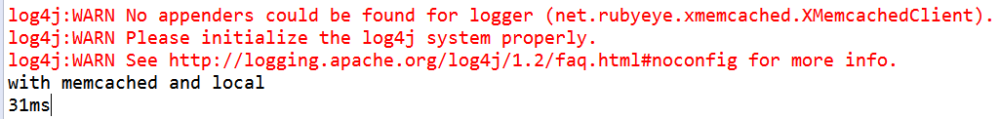 log4j:WARN No appenders could be found for logger (net.rubyeye.xmemcached.XMemcachedClient).
log4j:WARN Please initialize the log4j system properly.
log4j:WARN See http://logging.apache.org/log4j/1.2/faq.html#noconfig for more info.
with memcached and local
31ms